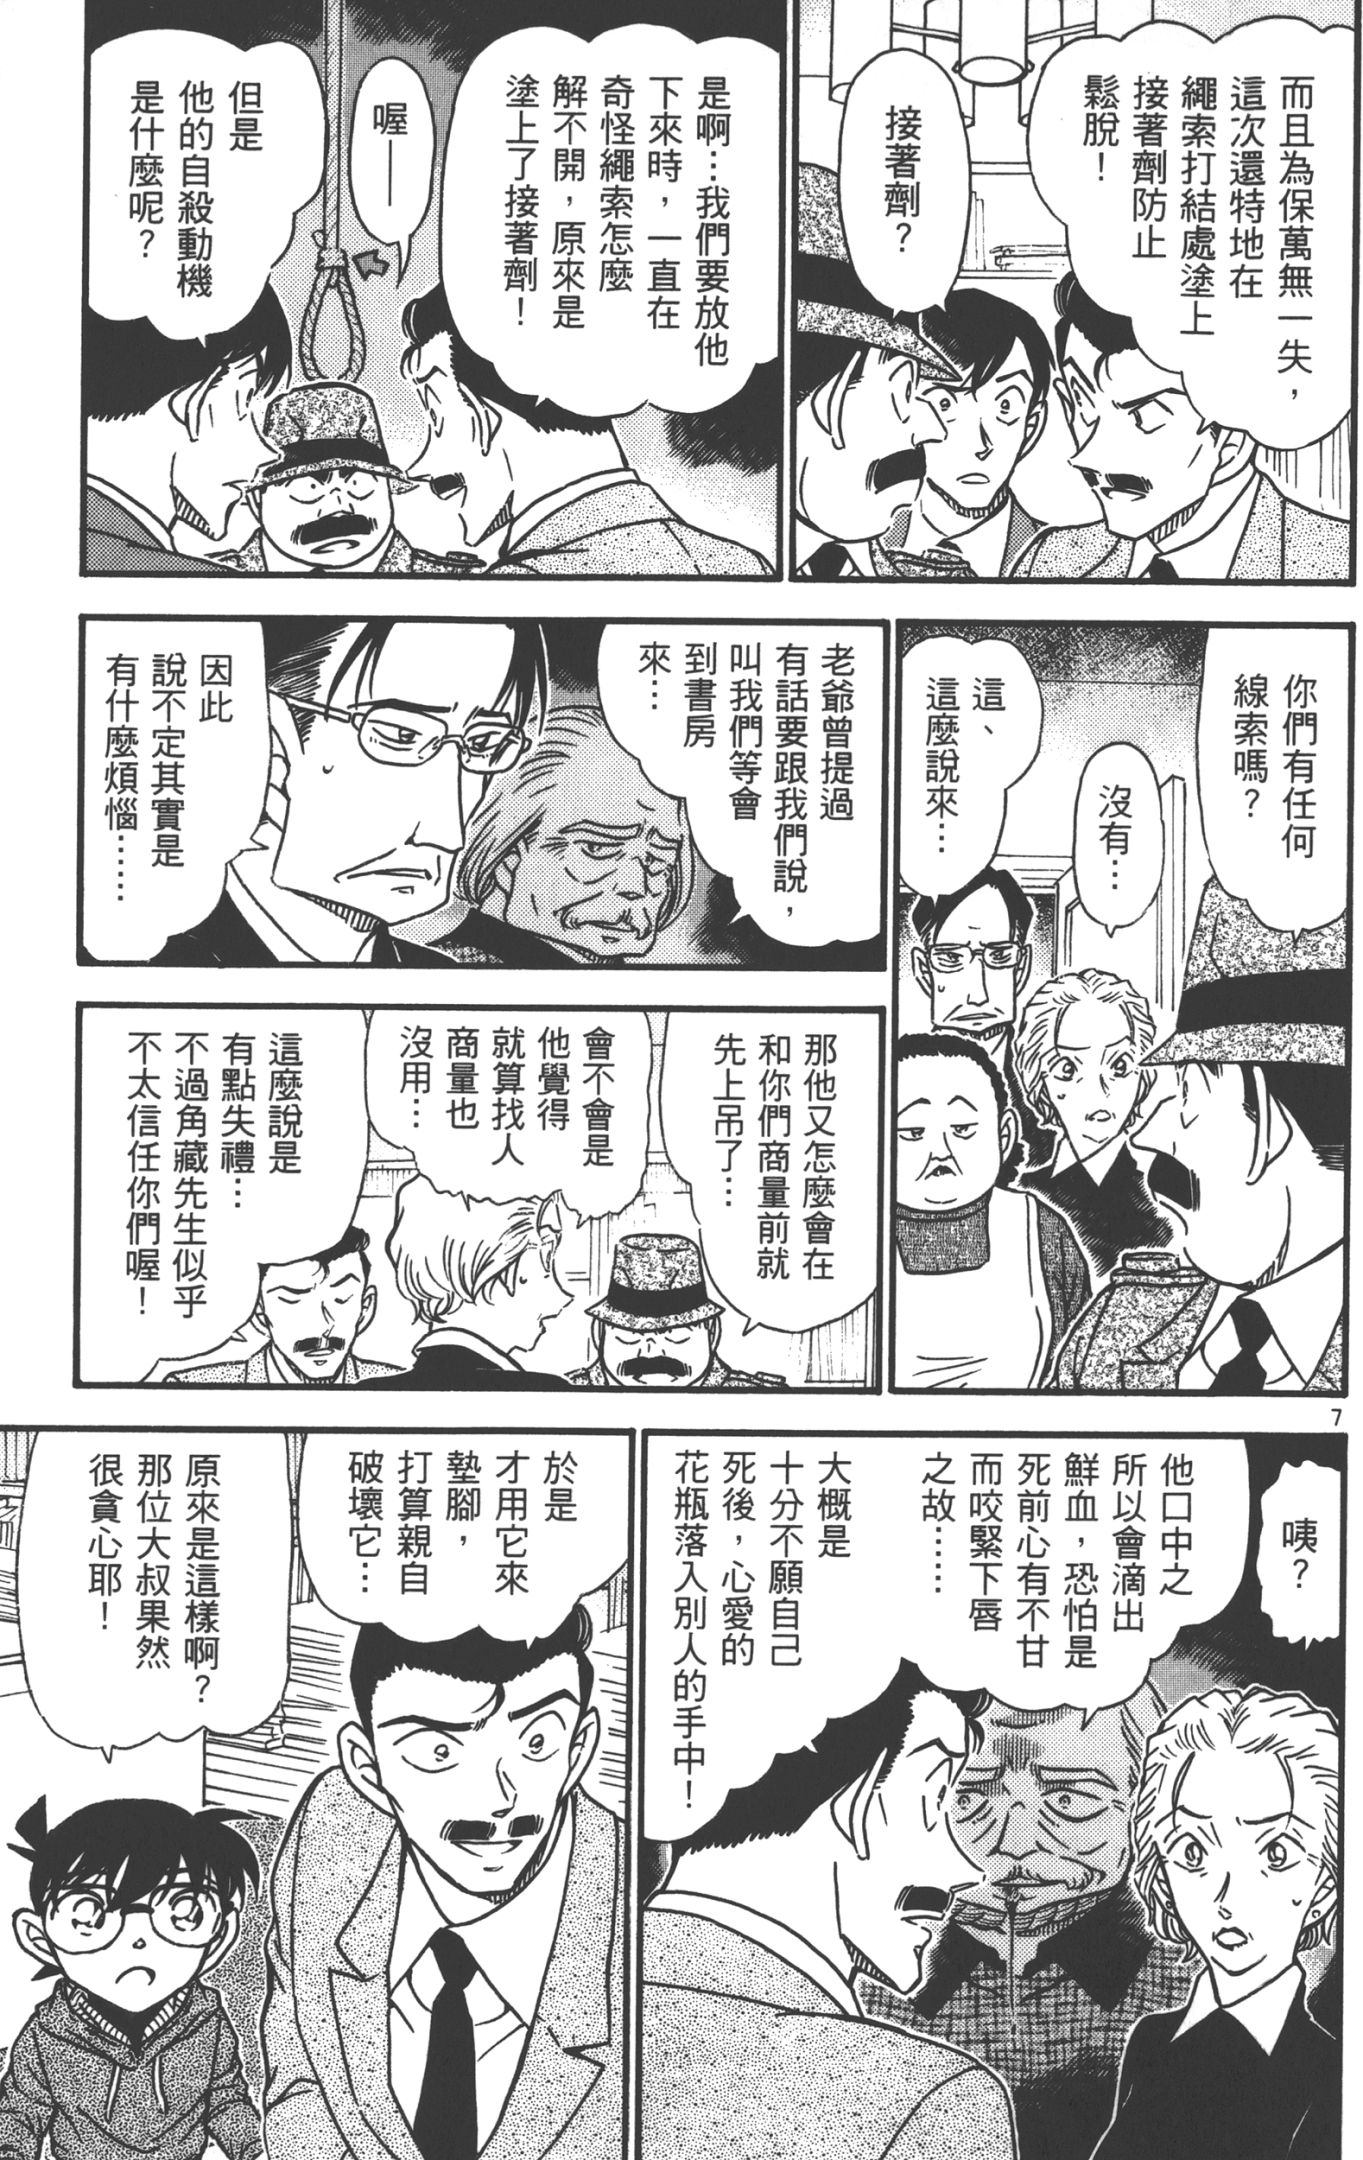 而且為保萬無一失，
這次還特地在
繩索打結處塗上
接著劑防止
鬆脫！
接著劑？
是啊…我們要放他
下來時，一直在
奇怪繩索怎麼
解不開，原來是
塗上了接著劑！
喔——
但是
他的自殺動機
是什麼呢？
你們有任何
線索嗎？
沒有…
這、
這麼說來…
老爺曾提過
有話要跟我們說，
叫我們等會
到書房
來…
因此
說不定其實是
有什麼煩惱……
那他又怎麼會在
和你們商量前就
先上吊了…
會不會是
他覺得
就算找人
商量也
沒用…
這麼說是
有點失禮…
不過角藏先生似乎
不太信任你們喔！
7
咦？
他口中之
所以會滴出
鮮血，恐怕是
死前心有不甘
而咬緊下唇
之故……
大概是
十分不願自己
死後，心愛的
花瓶落入別人的手中！
於是
才用它來
墊腳，
打算親自
破壞它…
原來是這樣啊？
那位大叔果然
很貪心耶！